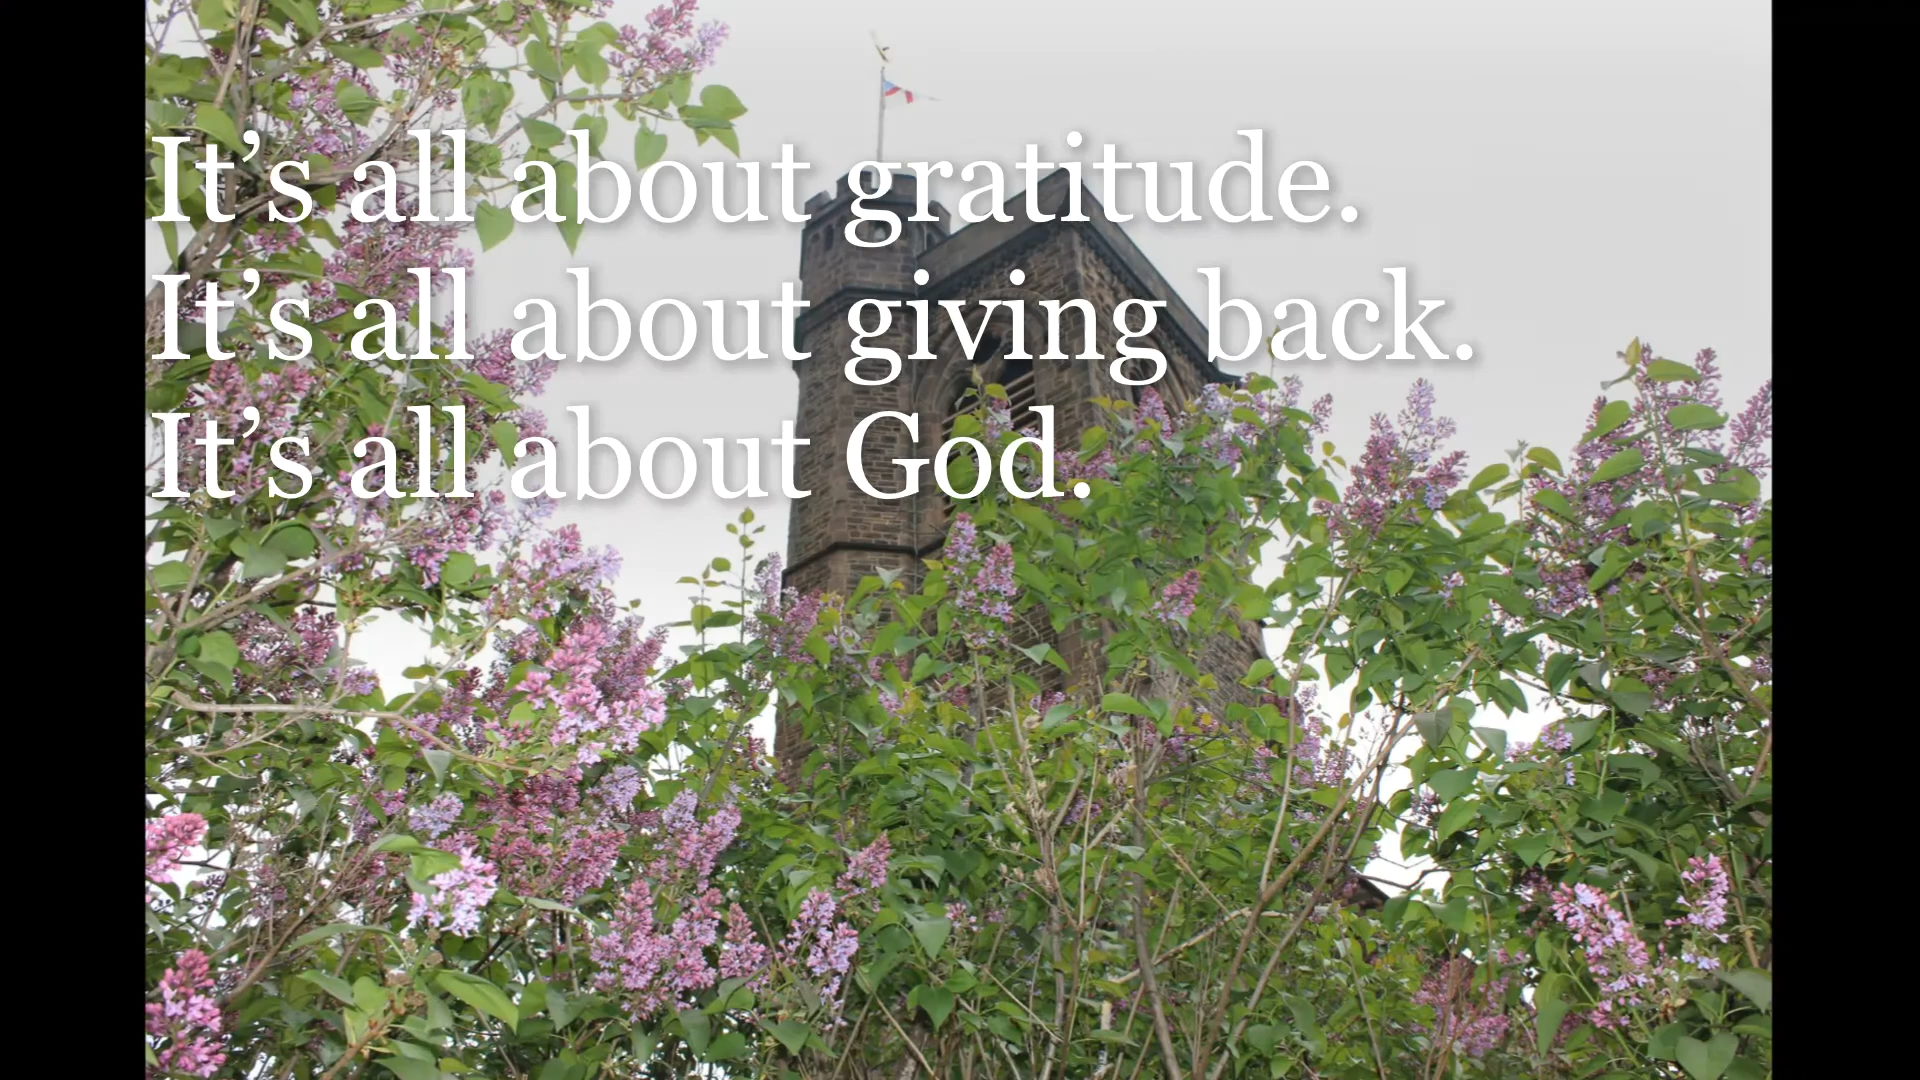 It’s all about gratitude.
It’s all about giving back.
It’s all about God.